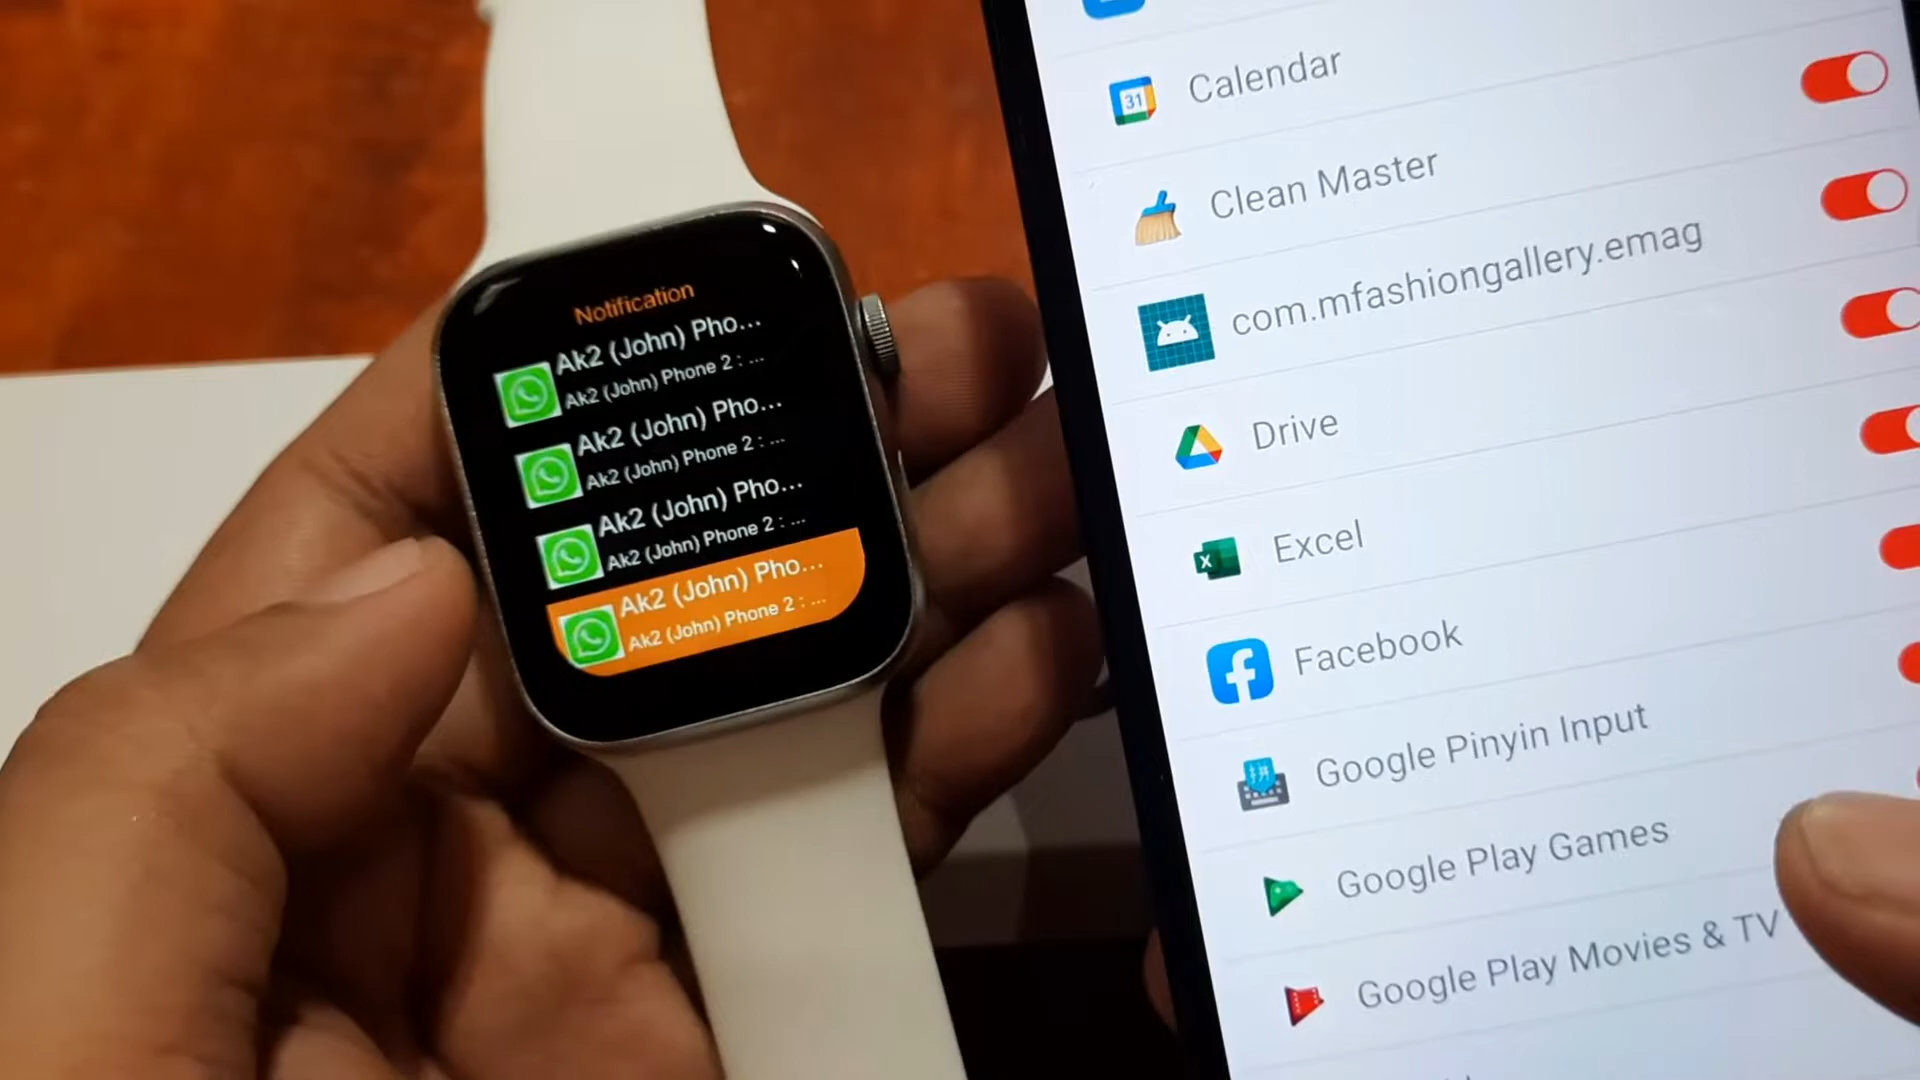 Notification
Ak2 (John) Pho...
Ak2 (John) Phone 2 : ...
Ak2 (John) Pho...
Ak2 (John) Phone 2 : ...
Ak2 (John) Pho...
Ak2 (John) Phone 2 : ...
Ak2 (John) Pho...
Ak2 (John) Phone 2 : ...
31
Calendar
Clean Master
com.mfashiongallery.emag
Drive
X
Excel
Facebook
拼
Google Pinyin Input
Google Play Games
Google Play Movies & TV